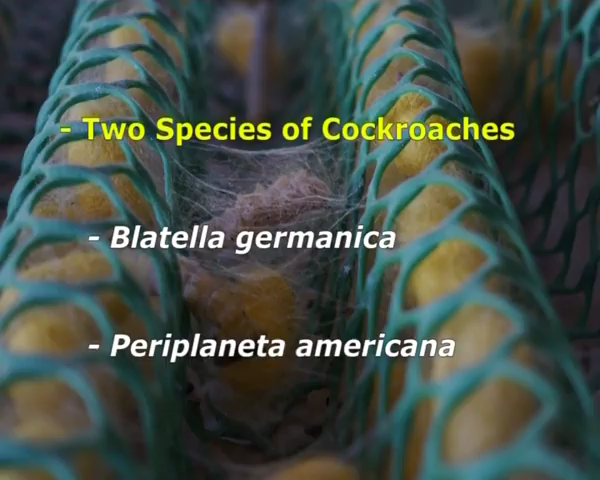 - Two Species of Cockroaches
- Blatella germanica
- Periplaneta americana